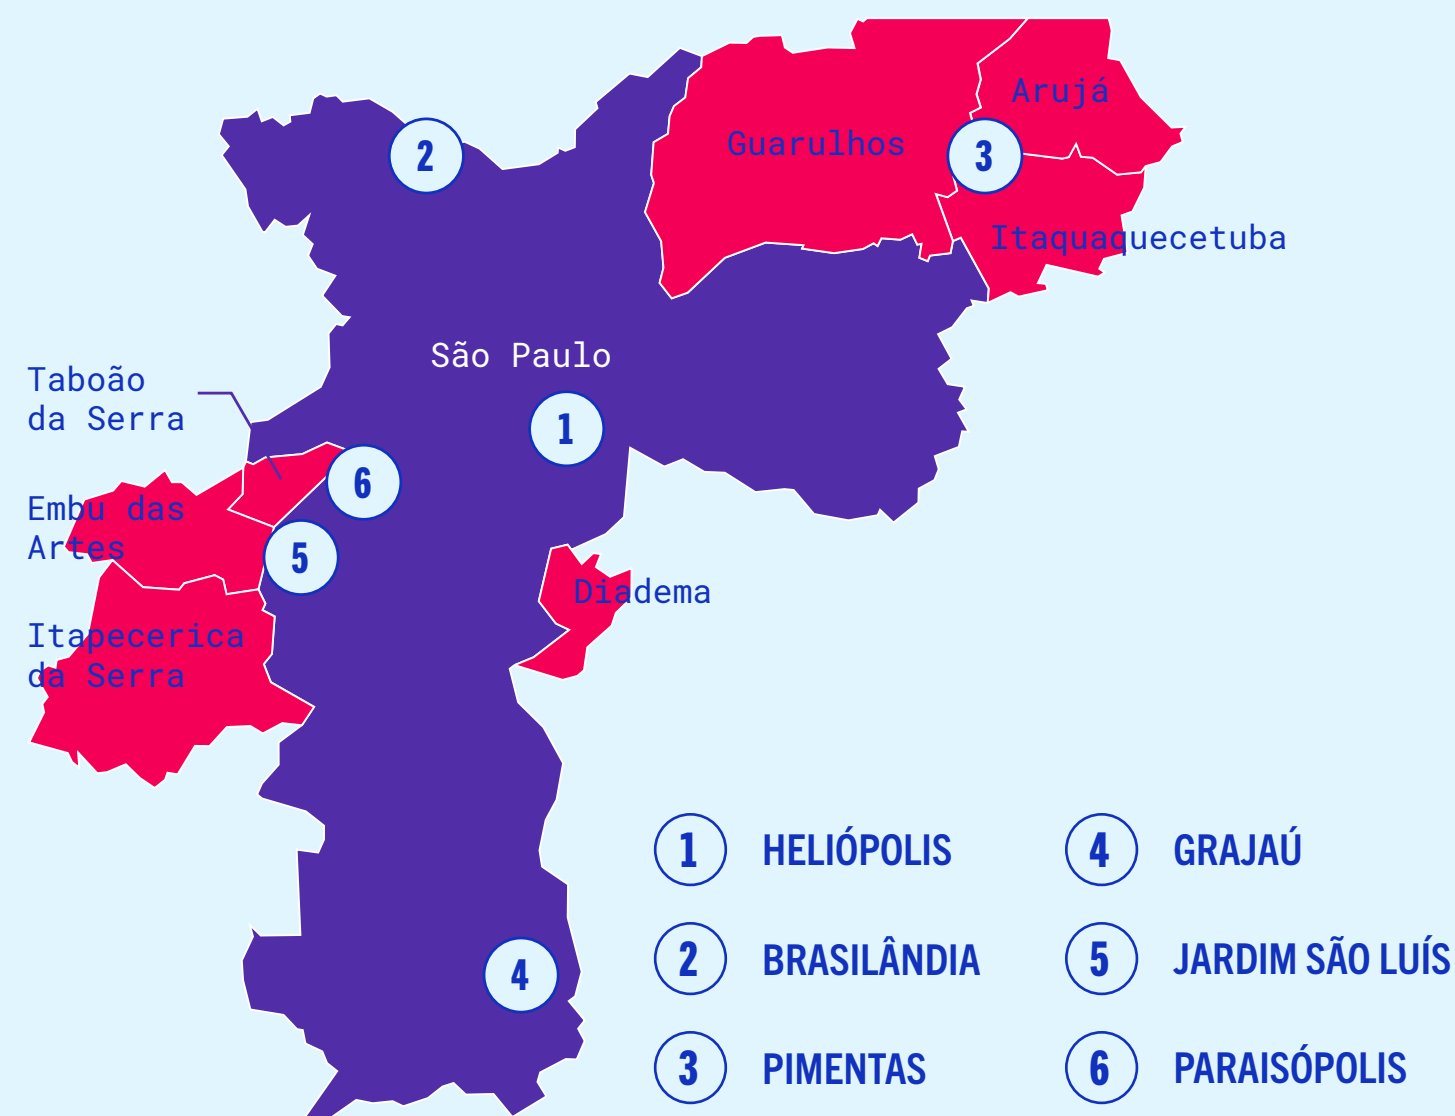 Arujá
Guarulhos
2
3
Itaquaquecetuba
São Paulo
Taboão
da Serra
1
6
Embu das
Artes
5
Diadema
Itapecerica
da Serra
4
1 HELIÓPOLIS
2 BRASILÂNDIA
3 PIMENTAS
4 GRAJAÚ
5 JARDIM SÃO LUÍS
6 PARAISÓPOLIS